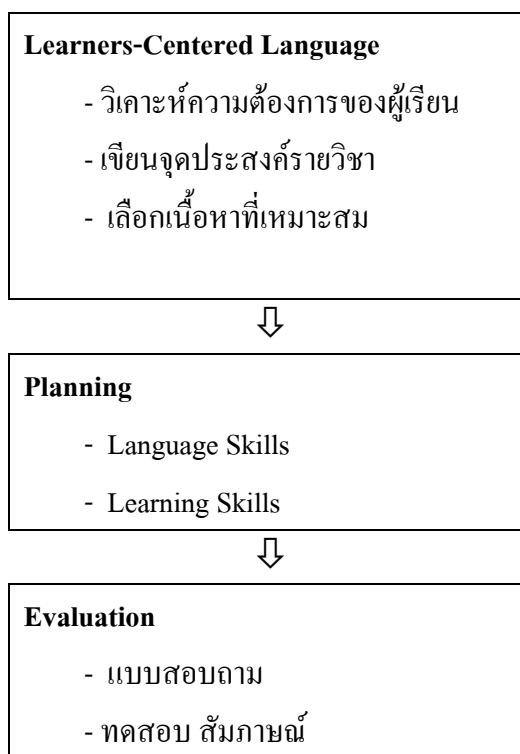 Learners-Centered Language
- วิเคาะห์ความต้องการของผู้เรียน
- เขียนจุดประสงค์รายวิชา
- เลือกเนื้อหาที่เหมาะสม
Planning
- Language Skills
- Learning Skills
Evaluation
- แบบสอบถาม
- ทดสอบ สัมภาษณ์